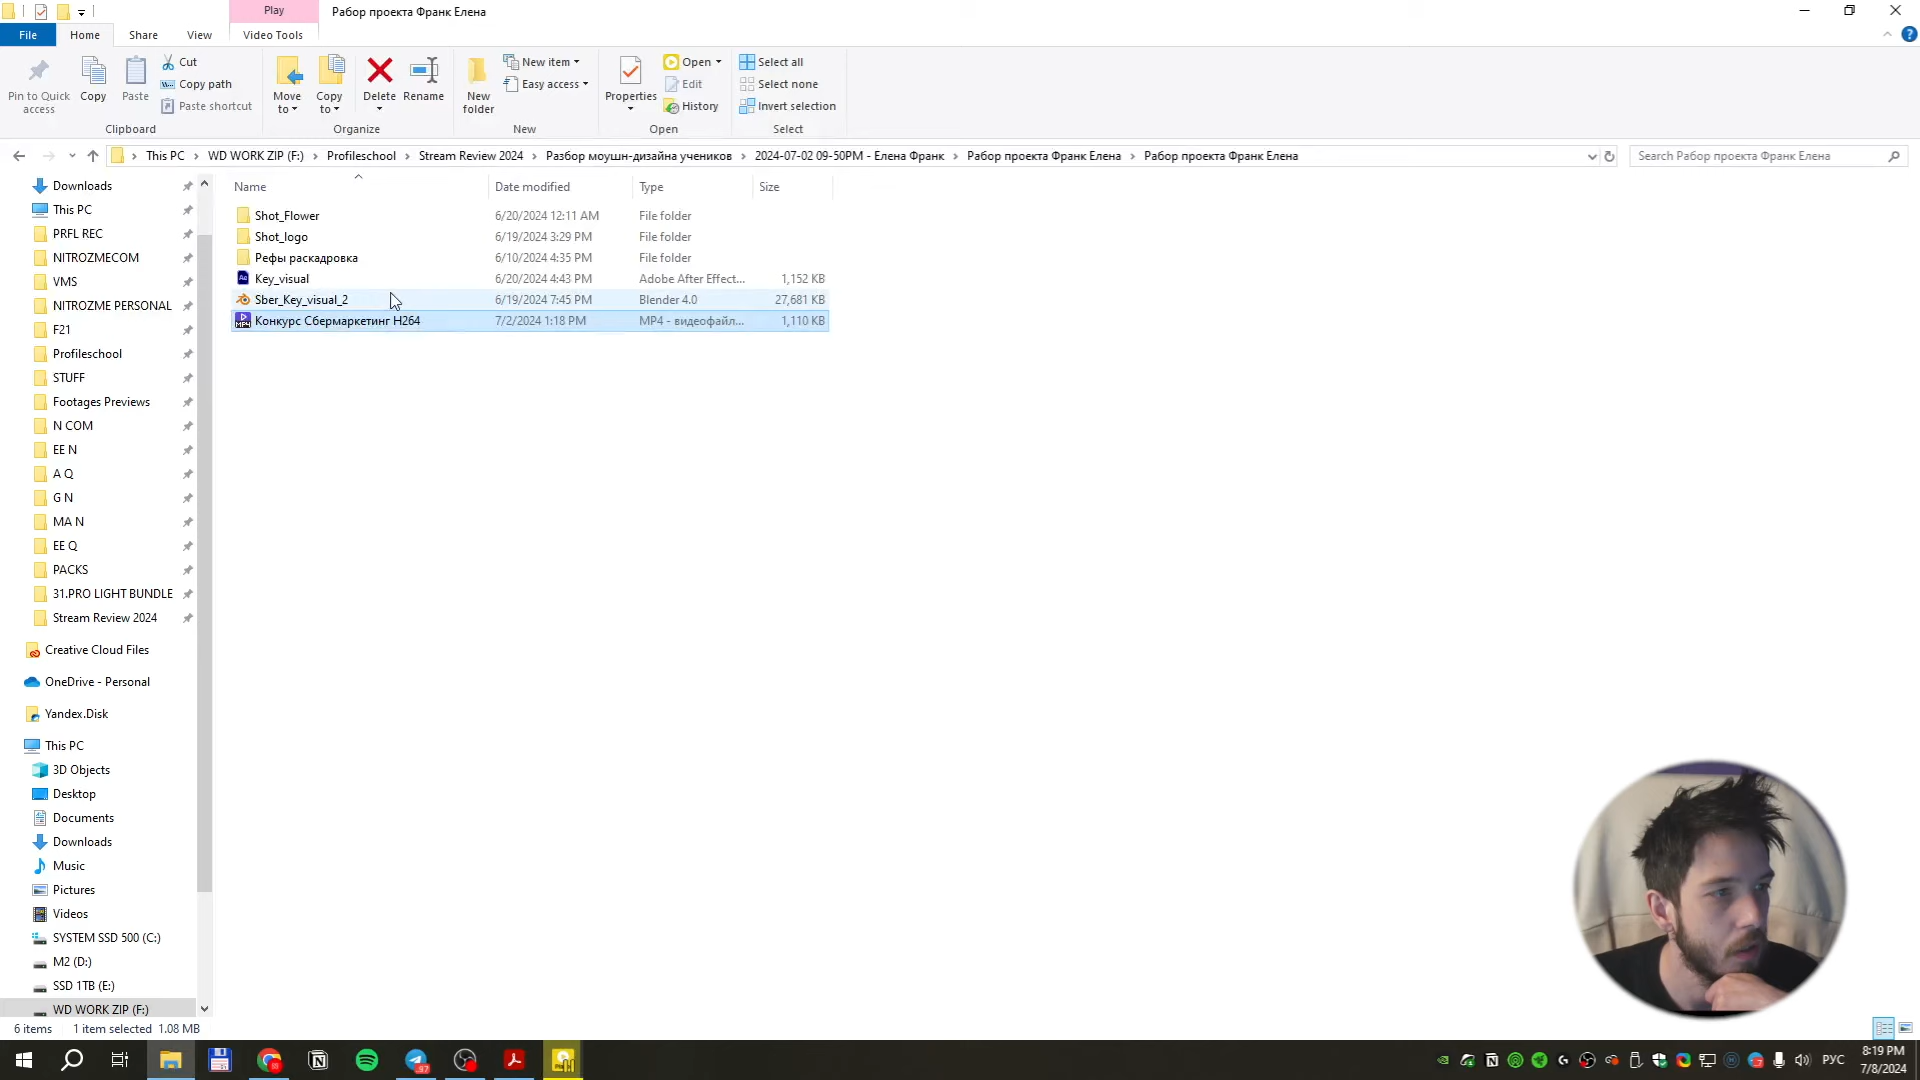 Play
Рабор проекта Франк Елена
File
Home
Share
View
Video Tools
Pin to Quick access
Copy
Paste
Cut
Copy path
Paste shortcut
Clipboard
Move to
Copy to
Delete
Rename
Organize
New folder
New item
Easy access
New
Properties
Open
Edit
History
Open
Select all
Select none
Invert selection
Select
This PC
WD WORK ZIP (F:)
Profileschool
Stream Review 2024
Разбор моушн-дизайна учеников
2024-07-02 09-50PM - Елена Франк
Рабор проекта Франк Елена
Рабор проекта Франк Елена
Search Рабор проекта Франк Елена
Downloads
This PC
PRFL REC
NITROZMECOM
VMS
NITROZME PERSONAL
F21
Profileschool
STUFF
Footages Previews
N COM
EE N
A Q
G N
MA N
EE Q
PACKS
31.PRO LIGHT BUNDLE
Stream Review 2024
Creative Cloud Files
OneDrive - Personal
Yandex.Disk
This PC
3D Objects
Desktop
Documents
Downloads
Music
Pictures
Videos
SYSTEM SSD 500 (C:)
M2 (D:)
SSD 1TB (E:)
WD WORK ZIP (F:)
Name Date modified Type Size
Shot_Flower 6/20/2024 12:11 AM File folder
Shot_logo 6/19/2024 3:29 PM File folder
Рефы раскадровка 6/10/2024 4:35 PM File folder
Key_visual 6/20/2024 4:43 PM Adobe After Effect... 1,152 KB
Sber_Key_visual_2 6/19/2024 7:45 PM Blender 4.0 27,681 KB
Конкурс Сбермаркетинг H264 7/2/2024 1:18 PM MP4 - видеофайл... 1,110 KB
6 items 1 item selected 1.08 MB
РУС
8:19 PM
7/8/2024